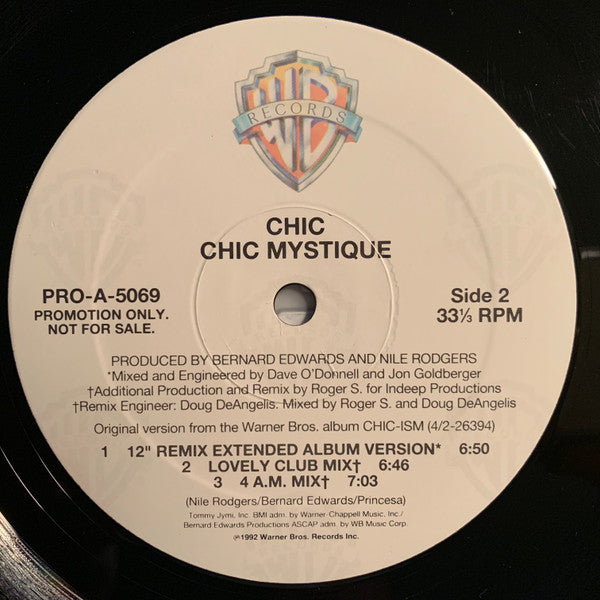 WB
RECORDS
CHIC
CHIC MYSTIQUE
PRO-A-5069
PROMOTION ONLY.
NOT FOR SALE.
Side 2
33⅓ RPM
PRODUCED BY BERNARD EDWARDS AND NILE RODGERS
*Mixed and Engineered by Dave O'Donnell and Jon Goldberger
†Additional Production and Remix by Roger S. for Indeep Productions
†Remix Engineer: Doug DeAngelis. Mixed by Roger S. and Doug DeAngelis
Original version from the Warner Bros. album CHIC-ISM (4/2-26394)
1 12" REMIX EXTENDED ALBUM VERSION* 6:50
2 LOVELY CLUB MIX† 6:46
3 4 A.M. MIX† 7:03
(Nile Rodgers/Bernard Edwards/Princesa)
Tommy Jymi, Inc. BMI adm. by Warner-Chappell Music, Inc./
Bernard Edwards Productions ASCAP adm. by WB Music Corp.
℗1992 Warner Bros. Records Inc.